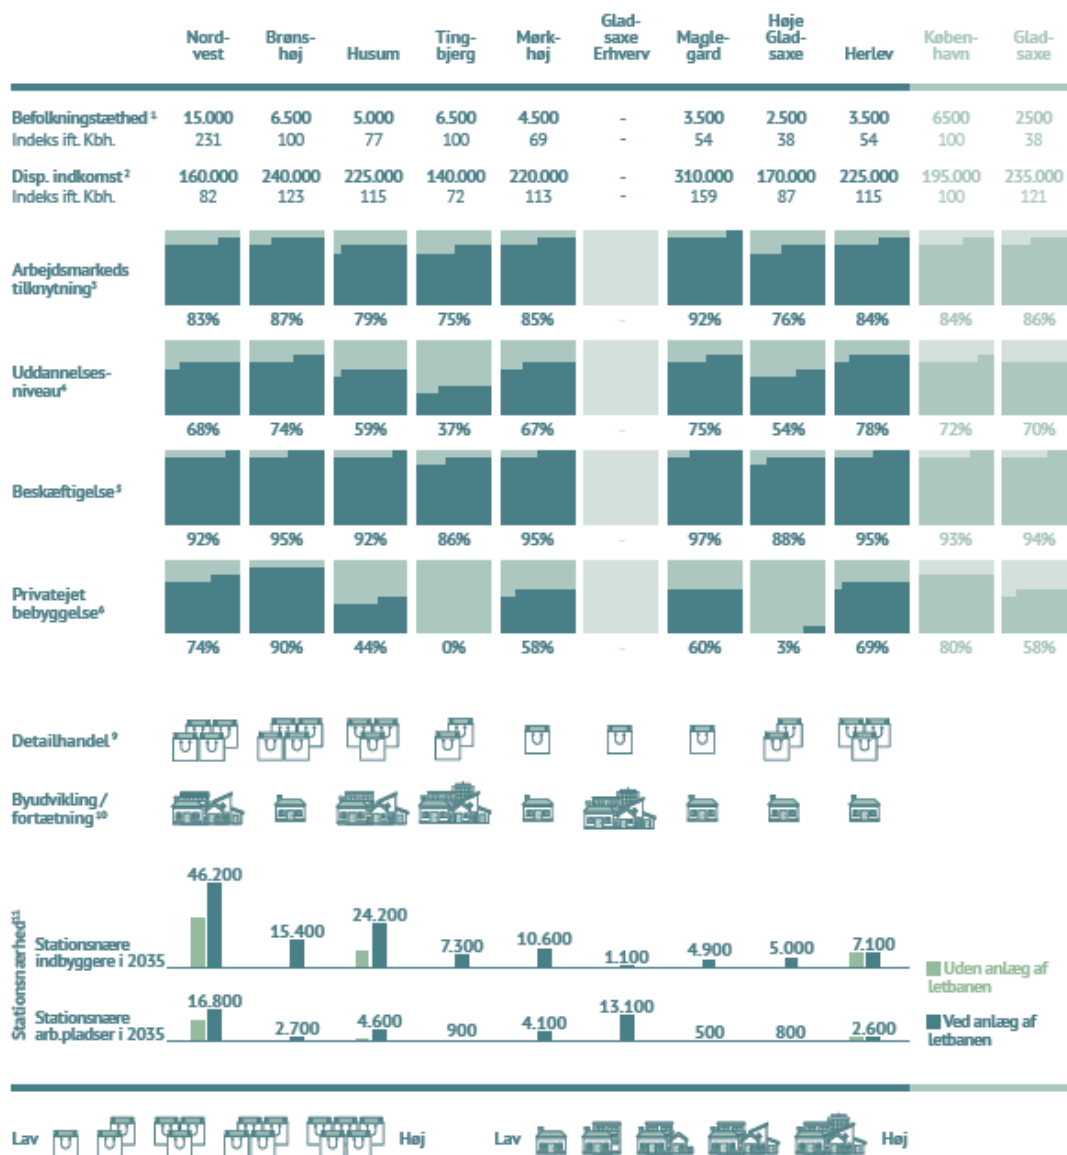 Nord-vest Brøns-høj Husum Ting-bjerg Mørk-høj Glad-saxe Erhverv Magle-gård Høje Glad-saxe Herlev Køben-havn Glad-saxe
Befolkningstæthed ¹ 15.000 6.500 5.000 6.500 4.500 - 3.500 2.500 3.500 6500 2500
Indeks ift. Kbh. 231 100 77 100 69 - 54 38 54 100 38
Disp. indkomst² 160.000 240.000 225.000 140.000 220.000 - 310.000 170.000 225.000 195.000 235.000
Indeks ift. Kbh. 82 123 115 72 113 - 159 87 115 100 121
Arbejdsmarkeds
tilknytning³
83% 87% 79% 75% 85% - 92% 76% 84% 84% 86%
Uddannelses-
niveau⁴
68% 74% 59% 37% 67% - 75% 54% 78% 72% 70%
Beskæftigelse⁵
92% 95% 92% 86% 95% - 97% 88% 95% 93% 94%
Privatejet
bebyggelse⁶
74% 90% 44% 0% 58% - 60% 3% 69% 80% 58%
Detailhandel ⁹
Byudvikling/
fortætning¹⁰
Stationsnærhed¹¹
Stationsnære
indbyggere i 2035
46.200 15.400 24.200 7.300 10.600 1.100 4.900 5.000 7.100
Stationsnære
arb.pladser i 2035
16.800 2.700 4.600 900 4.100 13.100 500 800 2.600
Uden anlæg af
letbanen
Ved anlæg af
letbanen
Lav Høj Lav Høj